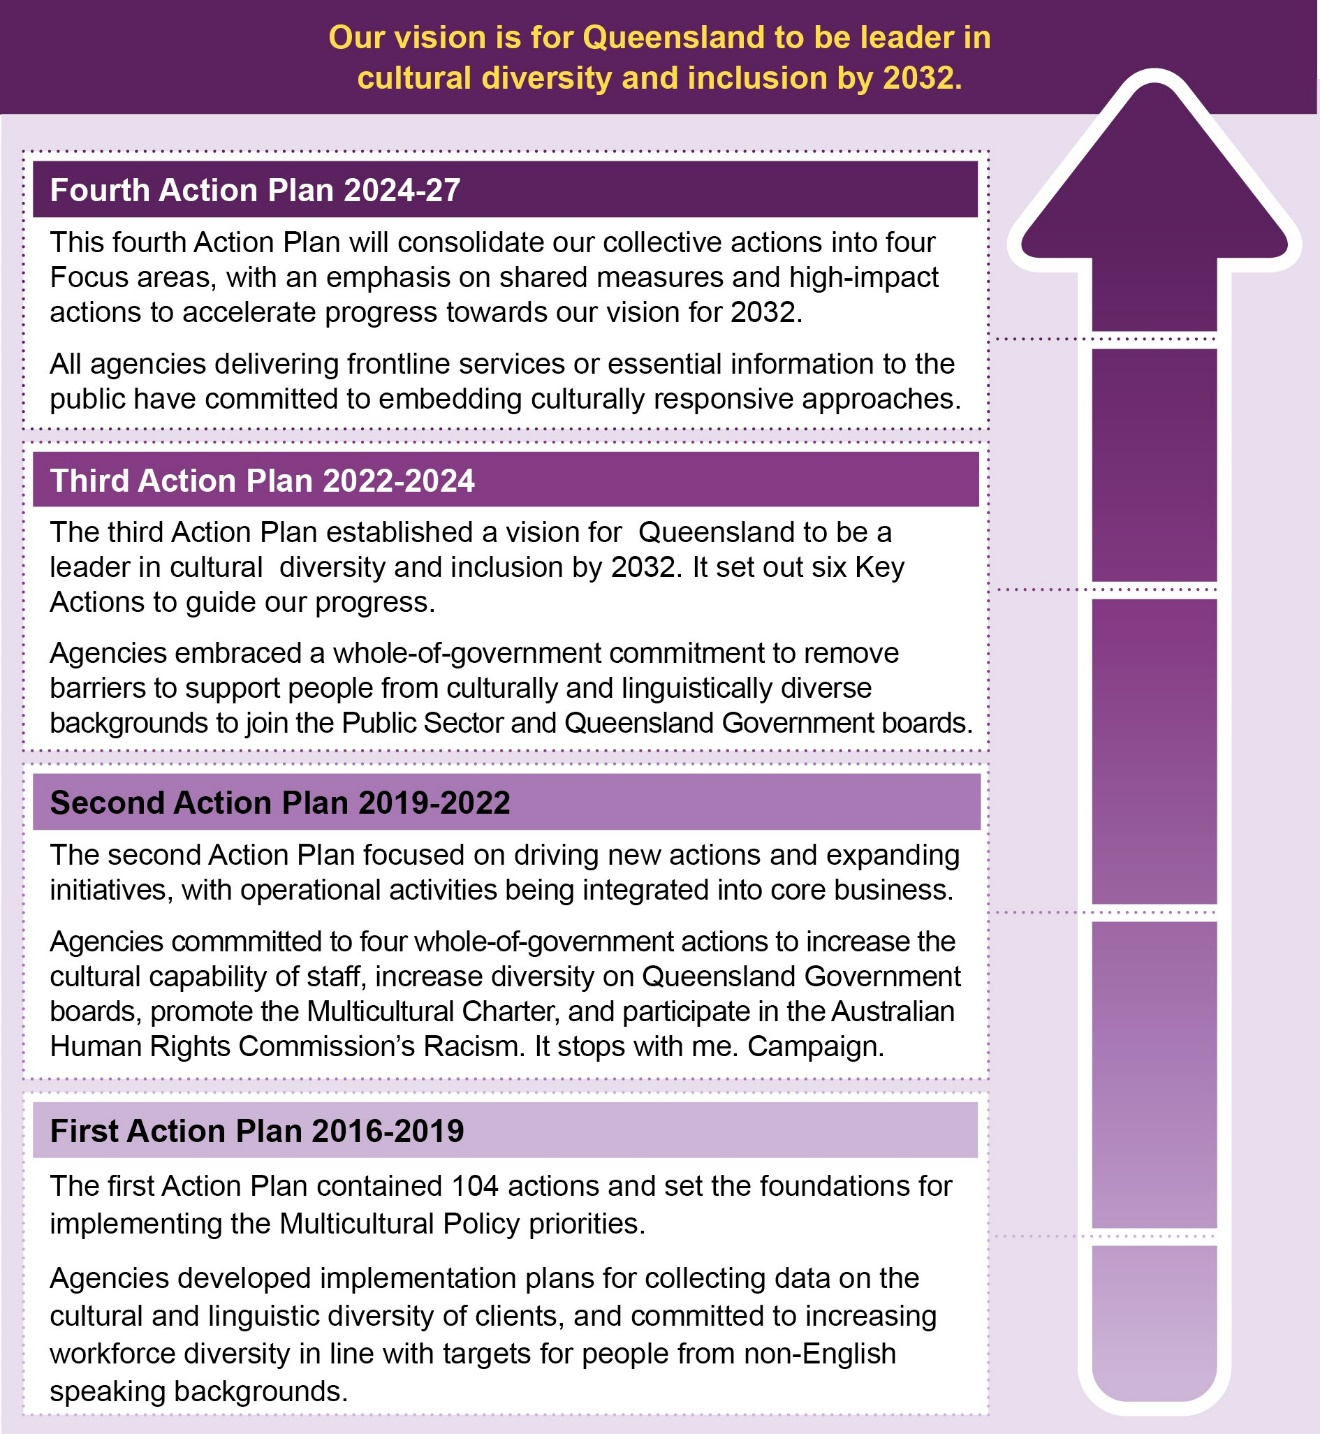 Our vision is for Queensland to be leader in
cultural diversity and inclusion by 2032.
Fourth Action Plan 2024-27
This fourth Action Plan will consolidate our collective actions into four
Focus areas, with an emphasis on shared measures and high-impact
actions to accelerate progress towards our vision for 2032.
All agencies delivering frontline services or essential information to the
public have committed to embedding culturally responsive approaches.
Third Action Plan 2022-2024
The third Action Plan established a vision for  Queensland to be a
leader in cultural  diversity and inclusion by 2032. It set out six Key
Actions to guide our progress.
Agencies embraced a whole-of-government commitment to remove
barriers to support people from culturally and linguistically diverse
backgrounds to join the Public Sector and Queensland Government boards.
Second Action Plan 2019-2022
The second Action Plan focused on driving new actions and expanding
initiatives, with operational activities being integrated into core business.
Agencies commmitted to four whole-of-government actions to increase the
cultural capability of staff, increase diversity on Queensland Government
boards, promote the Multicultural Charter, and participate in the Australian
Human Rights Commission’s Racism. It stops with me. Campaign.
First Action Plan 2016-2019
The first Action Plan contained 104 actions and set the foundations for
implementing the Multicultural Policy priorities.
Agencies developed implementation plans for collecting data on the
cultural and linguistic diversity of clients, and committed to increasing
workforce diversity in line with targets for people from non-English
speaking backgrounds.